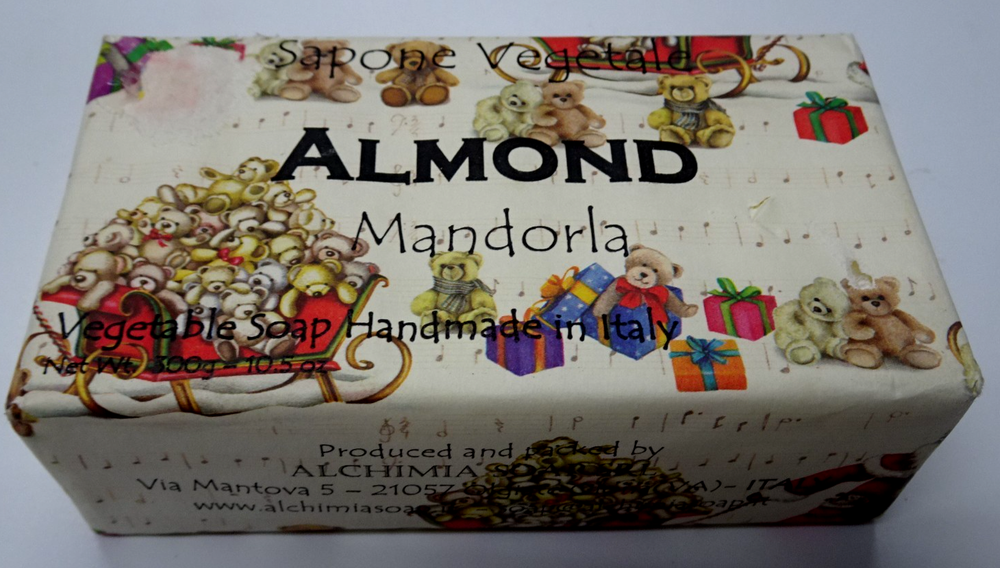 Sapone Vegetale
ALMOND
Mandorla
Vegetable Soap Handmade in Italy
Net Wt. 300g – 10.5 oz
Produced and packed by
ALCHIMIA
Via Mantova 5 – 21057 - ITALY